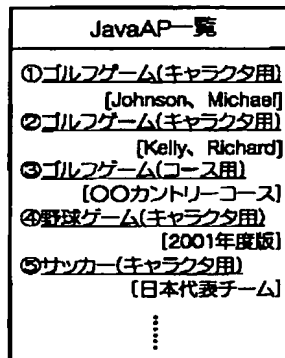 JavaAP一覧
①ゴルフゲーム(キャラクタ用)
[Johnson、Michael]
②ゴルフゲーム(キャラクタ用)
[Kelly、Richard]
③ゴルフゲーム(コース用)
[〇〇カントリーコース]
④野球ゲーム(キャラクタ用)
[2001年度版]
⑤サッカー(キャラクタ用)
[日本代表チーム]
⋮